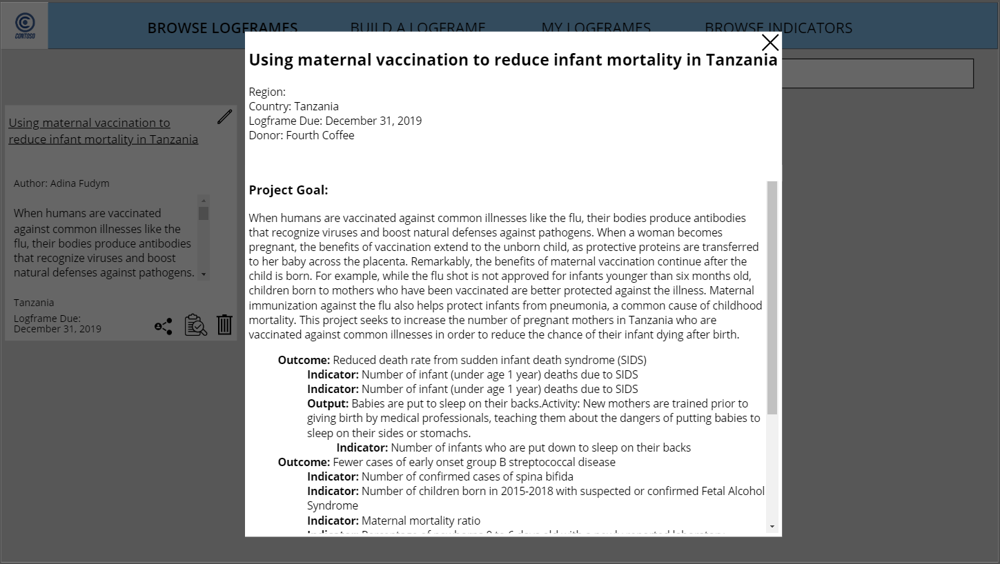 CONTOSO
BROWSE LOGFRAMES
BUILD A LOGFRAME
MY LOGFRAMES
BROWSE INDICATORS
Using maternal vaccination to
reduce infant mortality in Tanzania
Author: Adina Fudym
When humans are vaccinated
against common illnesses like the
flu, their bodies produce antibodies
that recognize viruses and boost
natural defenses against pathogens.
Tanzania
Logframe Due:
December 31, 2019
Using maternal vaccination to reduce infant mortality in Tanzania
Region:
Country: Tanzania
Logframe Due: December 31, 2019
Donor: Fourth Coffee
Project Goal:
When humans are vaccinated against common illnesses like the flu, their bodies produce antibodies
that recognize viruses and boost natural defenses against pathogens. When a woman becomes
pregnant, the benefits of vaccination extend to the unborn child, as protective proteins are transferred
to her baby across the placenta. Remarkably, the benefits of maternal vaccination continue after the
child is born. For example, while the flu shot is not approved for infants younger than six months old,
children born to mothers who have been vaccinated are better protected against the illness. Maternal
immunization against the flu also helps protect infants from pneumonia, a common cause of childhood
mortality. This project seeks to increase the number of pregnant mothers in Tanzania who are
vaccinated against common illnesses in order to reduce the chance of their infant dying after birth.
Outcome: Reduced death rate from sudden infant death syndrome (SIDS)
Indicator: Number of infant (under age 1 year) deaths due to SIDS
Indicator: Number of infant (under age 1 year) deaths due to SIDS
Output: Babies are put to sleep on their backs.Activity: New mothers are trained prior to
giving birth by medical professionals, teaching them about the dangers of putting babies to
sleep on their sides or stomachs.
Indicator: Number of infants who are put down to sleep on their backs
Outcome: Fewer cases of early onset group B streptococcal disease
Indicator: Number of confirmed cases of spina bifida
Indicator: Number of children born in 2015-2018 with suspected or confirmed Fetal Alcohol
Syndrome
Indicator: Maternal mortality ratio